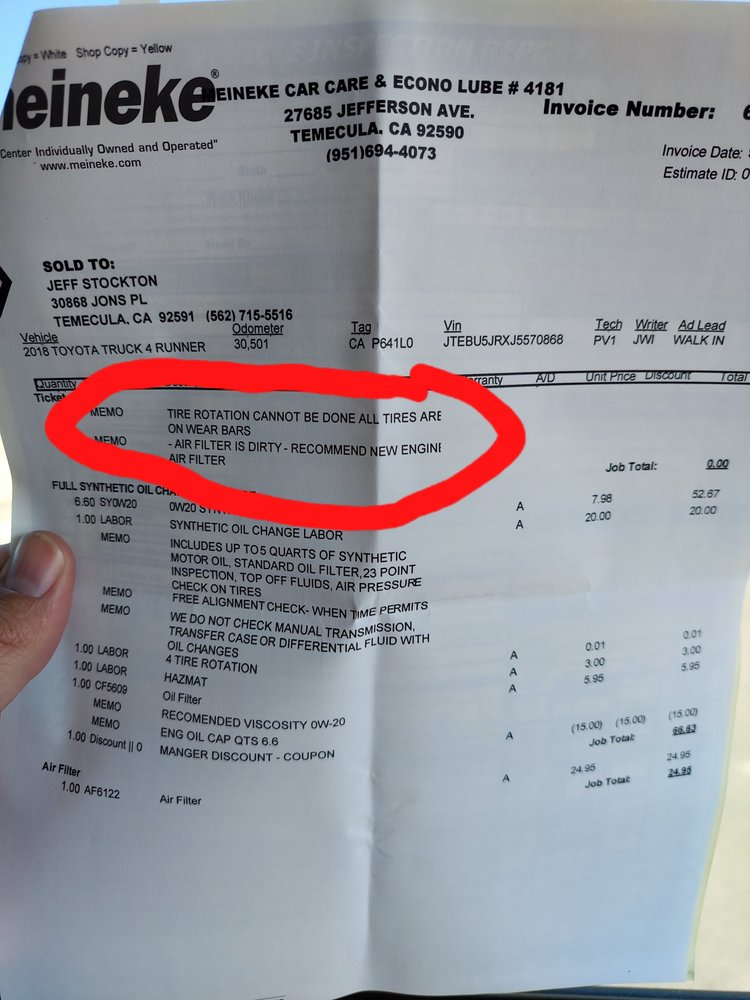 opy = White Shop Copy = Yellow
meineke®
MEINEKE CAR CARE & ECONO LUBE # 4181
27685 JEFFERSON AVE.
TEMECULA. CA 92590
(951)694-4073
Invoice Number: 6
Center Individually Owned and Operated"
www.meineke.com
Invoice Date:
Estimate ID: 0
SOLD TO:
JEFF STOCKTON
30868 JONS PL
TEMECULA. CA 92591 (562) 715-5516
Vehicle Odometer Tag Vin Tech Writer Ad Lead
2018 TOYOTA TRUCK 4 RUNNER 30,501 CA P641L0 JTEBU5JRXJ5570868 PV1 JWI WALK IN
Quantity A/D Unit Price Discount Total
Ticket
MEMO TIRE ROTATION CANNOT BE DONE ALL TIRES ARE
ON WEAR BARS
MEMO - AIR FILTER IS DIRTY - RECOMMEND NEW ENGINE
AIR FILTER
Job Total: 0.00
FULL SYNTHETIC OIL
6.60 SY0W20 0W20 A 7.98 52.67
1.00 LABOR SYNTHETIC OIL CHANGE LABOR A 20.00 20.00
MEMO INCLUDES UP TO 5 QUARTS OF SYNTHETIC
MOTOR OIL, STANDARD OIL FILTER,23 POINT
INSPECTION, TOP OFF FLUIDS, AIR PRESSURE
CHECK ON TIRES
MEMO FREE ALIGNMENT CHECK- WHEN TIME PERMITS
MEMO WE DO NOT CHECK MANUAL TRANSMISSION,
TRANSFER CASE OR DIFFERENTIAL FLUID WITH
OIL CHANGES
1.00 LABOR 4 TIRE ROTATION A 0.01 0.01
1.00 LABOR HAZMAT A 3.00 3.00
1.00 CF5609 Oil Filter A 5.95 5.95
MEMO RECOMENDED VISCOSITY 0W-20
MEMO ENG OIL CAP QTS 6.6
1.00 Discount || 0 MANGER DISCOUNT - COUPON A (15.00) (15.00) (15.00)
Job Total: 66.63
Air Filter
1.00 AF6122 Air Filter A 24.95 24.95
Job Total: 24.95